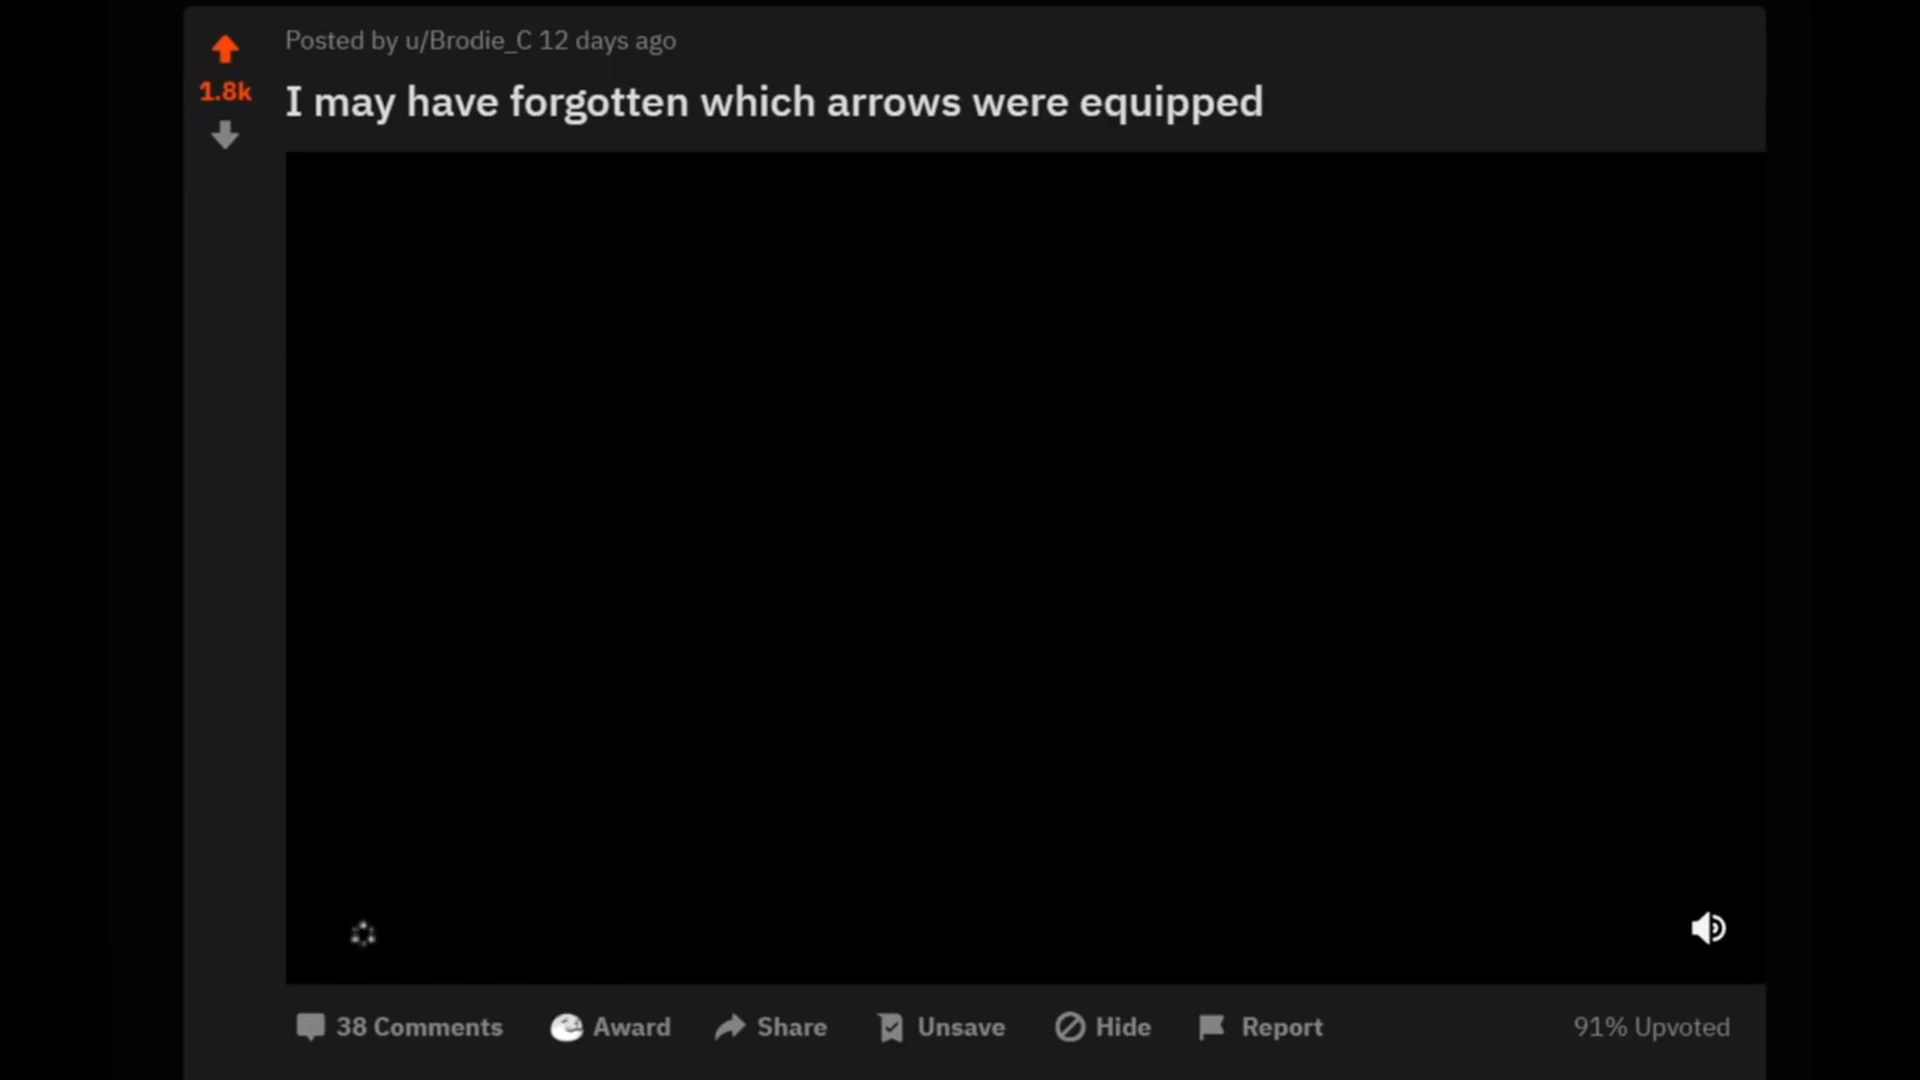 Posted by u/Brodie_C 12 days ago
1.8k
I may have forgotten which arrows were equipped
38 Comments Award Share Unsave Hide Report 91% Upvoted